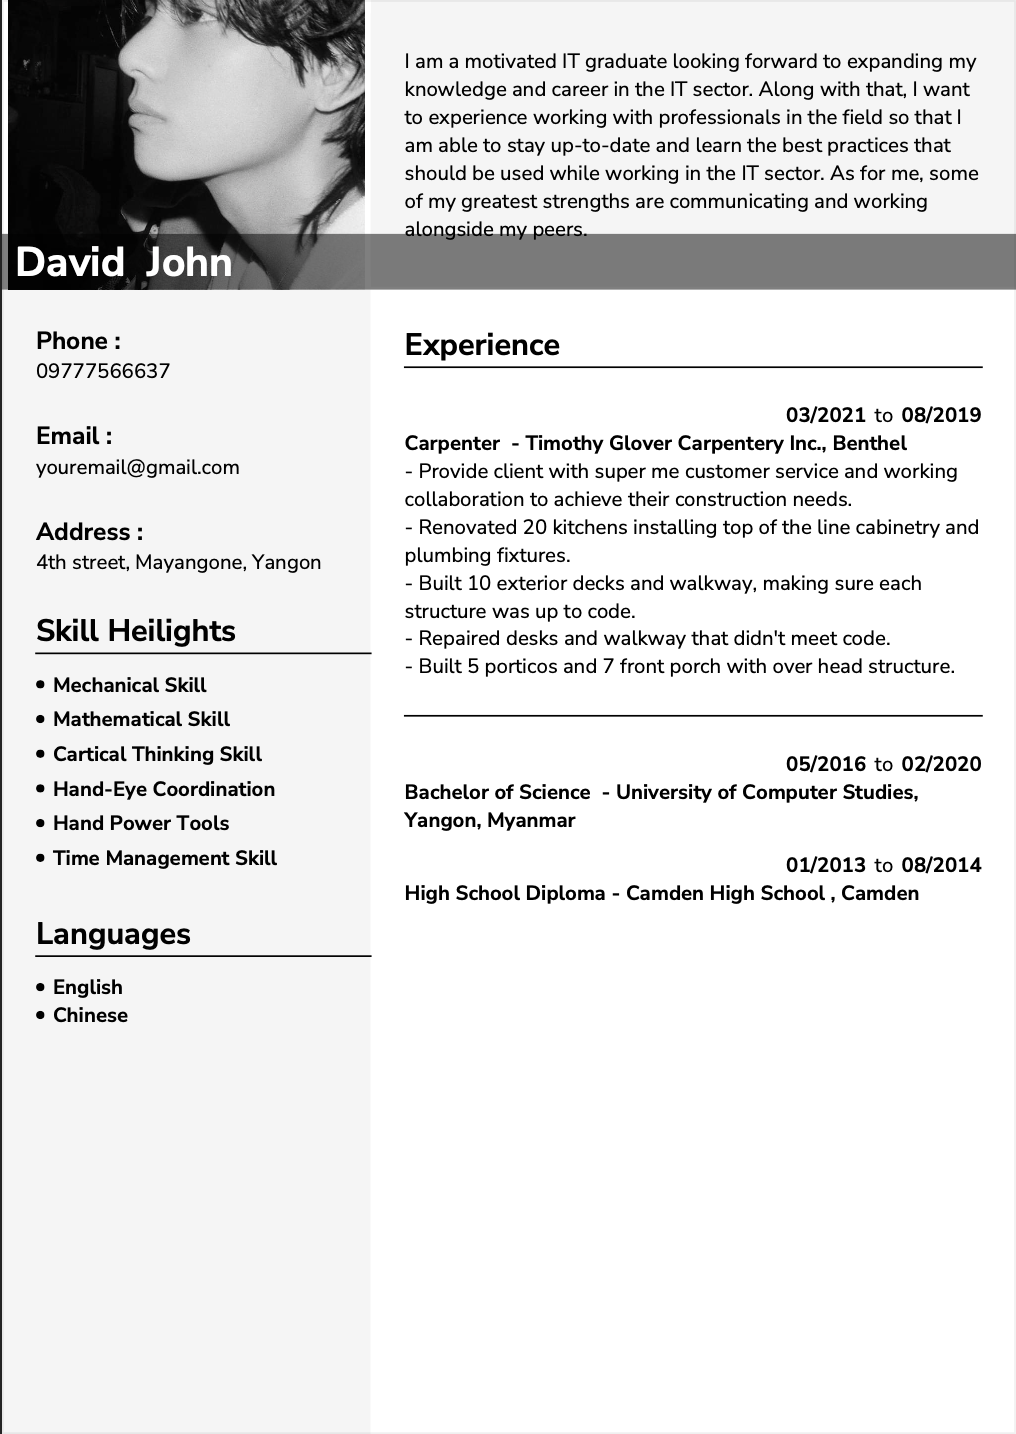 I am a motivated IT graduate looking forward to expanding my
knowledge and career in the IT sector. Along with that, I want
to experience working with professionals in the field so that I
am able to stay up-to-date and learn the best practices that
should be used while working in the IT sector. As for me, some
of my greatest strengths are communicating and working
alongside my peers.
David John
Phone :
09777566637
Email :
youremail@gmail.com
Address :
4th street, Mayangone, Yangon
Skill Heilights
Mechanical Skill
Mathematical Skill
Cartical Thinking Skill
Hand-Eye Coordination
Hand Power Tools
Time Management Skill
Languages
English
Chinese
Experience
03/2021 to 08/2019
Carpenter - Timothy Glover Carpentery Inc., Benthel
- Provide client with super me customer service and working
collaboration to achieve their construction needs.
- Renovated 20 kitchens installing top of the line cabinetry and
plumbing fixtures.
- Built 10 exterior decks and walkway, making sure each
structure was up to code.
- Repaired desks and walkway that didn't meet code.
- Built 5 porticos and 7 front porch with over head structure.
05/2016 to 02/2020
Bachelor of Science - University of Computer Studies,
Yangon, Myanmar
01/2013 to 08/2014
High School Diploma - Camden High School , Camden